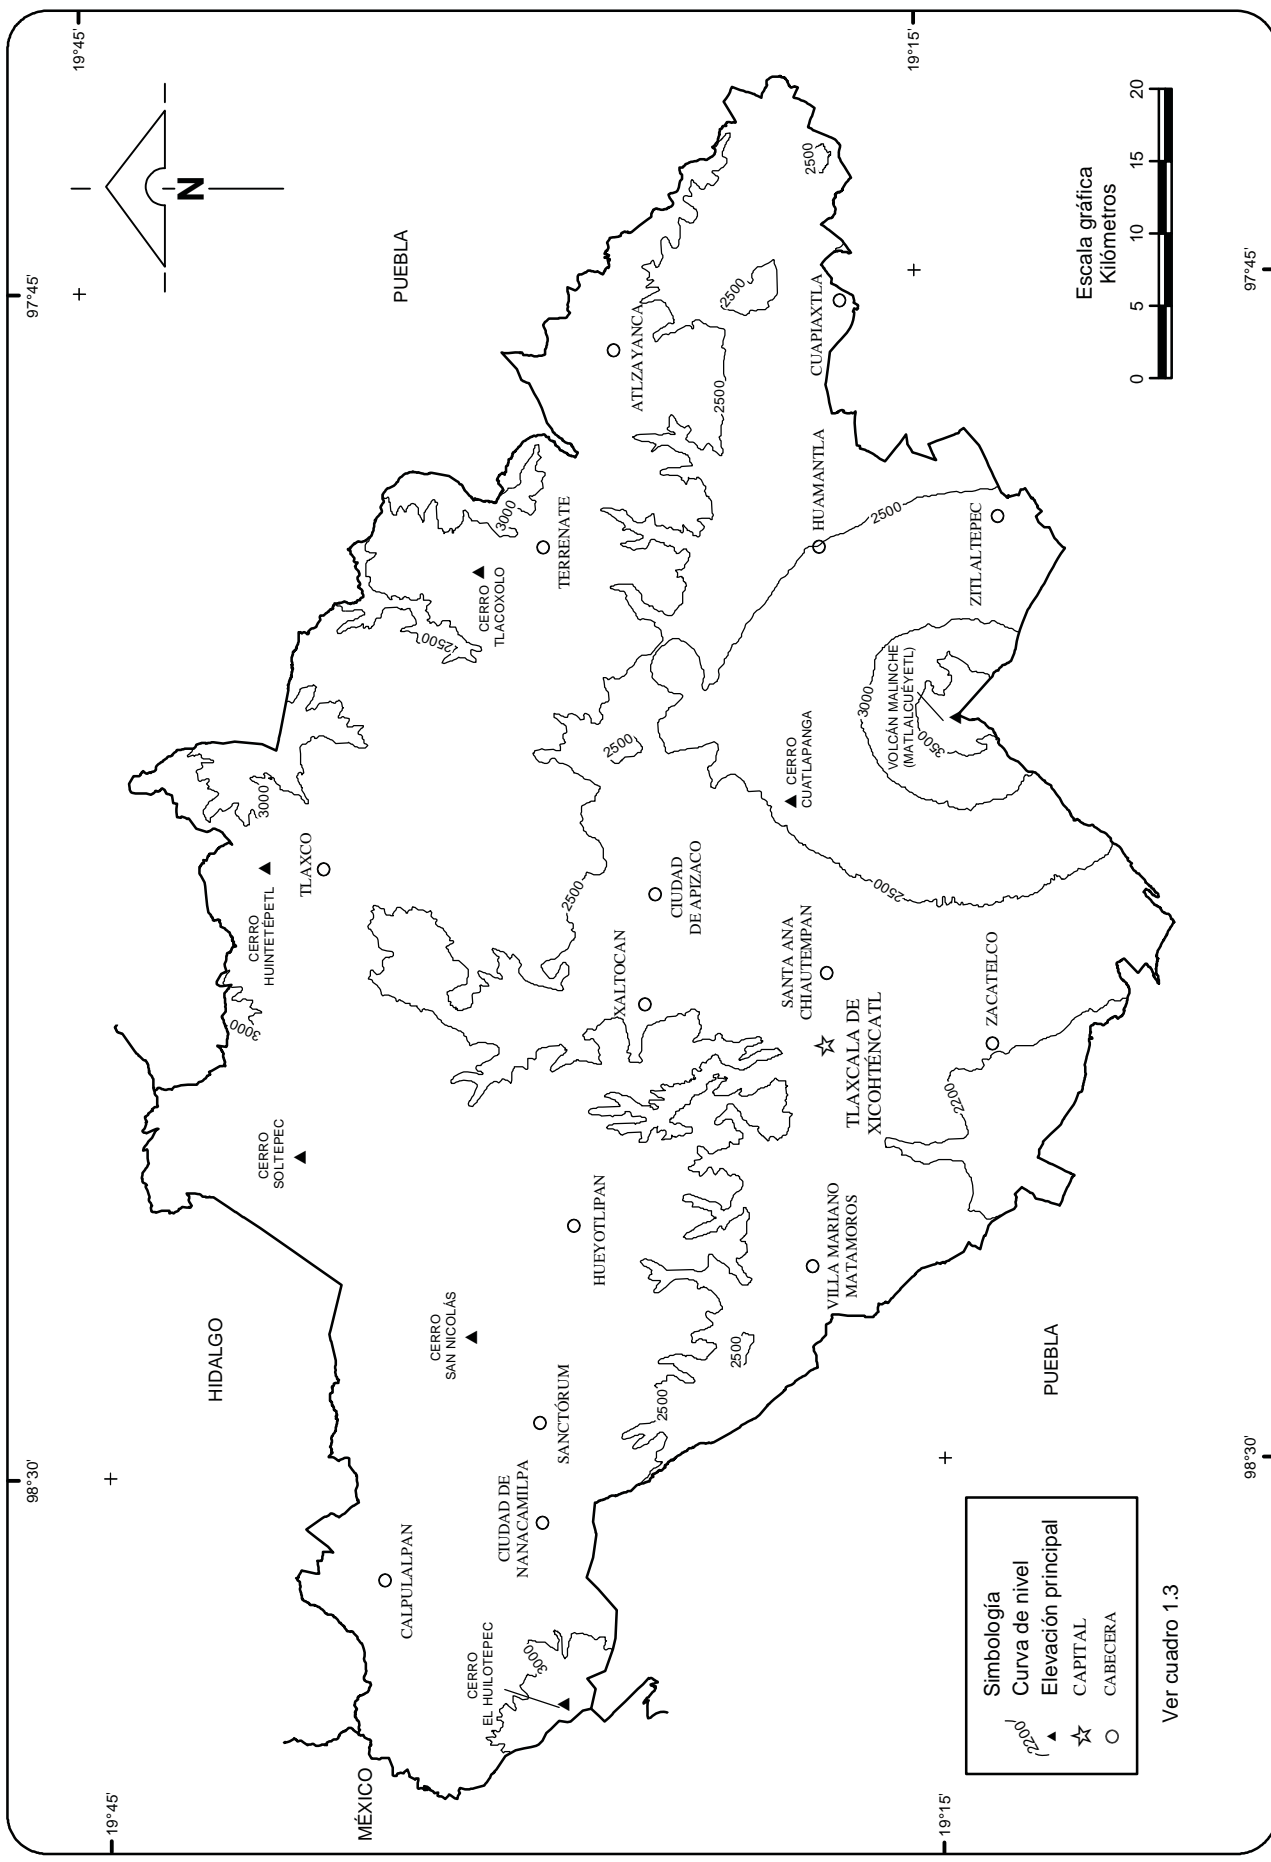 19°45'
19°15'
97°45'
N
PUEBLA
HIDALGO
MÉXICO
98°30'
CERRO
HUINTETÉPETL
3000
TLAXCO
3000
CERRO
SOLTEPEC
2500
CERRO
TLACOXOLO
3000
TERRENATE
ATLZAYANCA
2500
2500
2500
CUAPIAXTLA
HUAMANTLA
2500
ZITLALTEPEC
VOLCÁN MALINCHE
(MATLALCUÉYETL)
3000
3500
CERRO
CUATLAPANGA
2500
2500
2500
CIUDAD
DE APIZACO
XALTOCAN
SANTA ANA
CHIAUTEMPAN
TLAXCALA DE
XICOHTÉNCATL
ZACATELCO
2200
HUEYOTLIPAN
VILLA MARIANO
MATAMOROS
CERRO
SAN NICOLÁS
SANCTÓRUM
2500
2500
CIUDAD DE
NANACAMILPA
CALPULALPAN
CERRO
EL HUILOTEPEC
3000
PUEBLA
Escala gráfica
Kilómetros
0 5 10 15 20
97°45'
98°30'
19°45'
19°15'
Simbología
2200 Curva de nivel
Elevación principal
CAPITAL
CABECERA
Ver cuadro 1.3